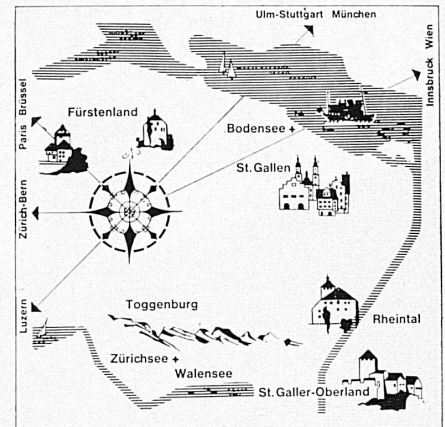 Ulm-Stuttgart München
Innsbruck Wien
Paris Brüssel
Fürstenland
Bodensee +
St. Gallen
Zürich-Bern
Luzern
Toggenburg
Rheintal
Zürichsee +
Walensee
St. Galler-Oberland